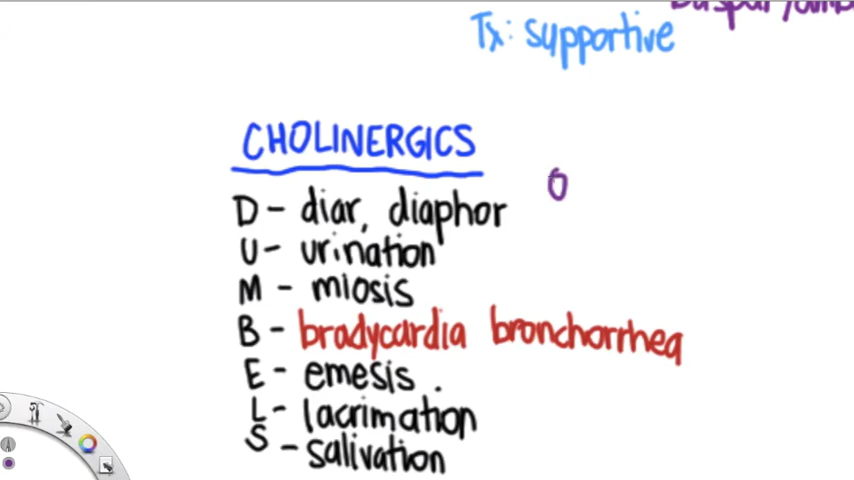 Tx: supportive
CHOLINERGICS
O
D - diar, diaphor
U - urination
M - miosis
B - bradycardia bronchorrhea
E - emesis .
L - lacrimation
S - salivation